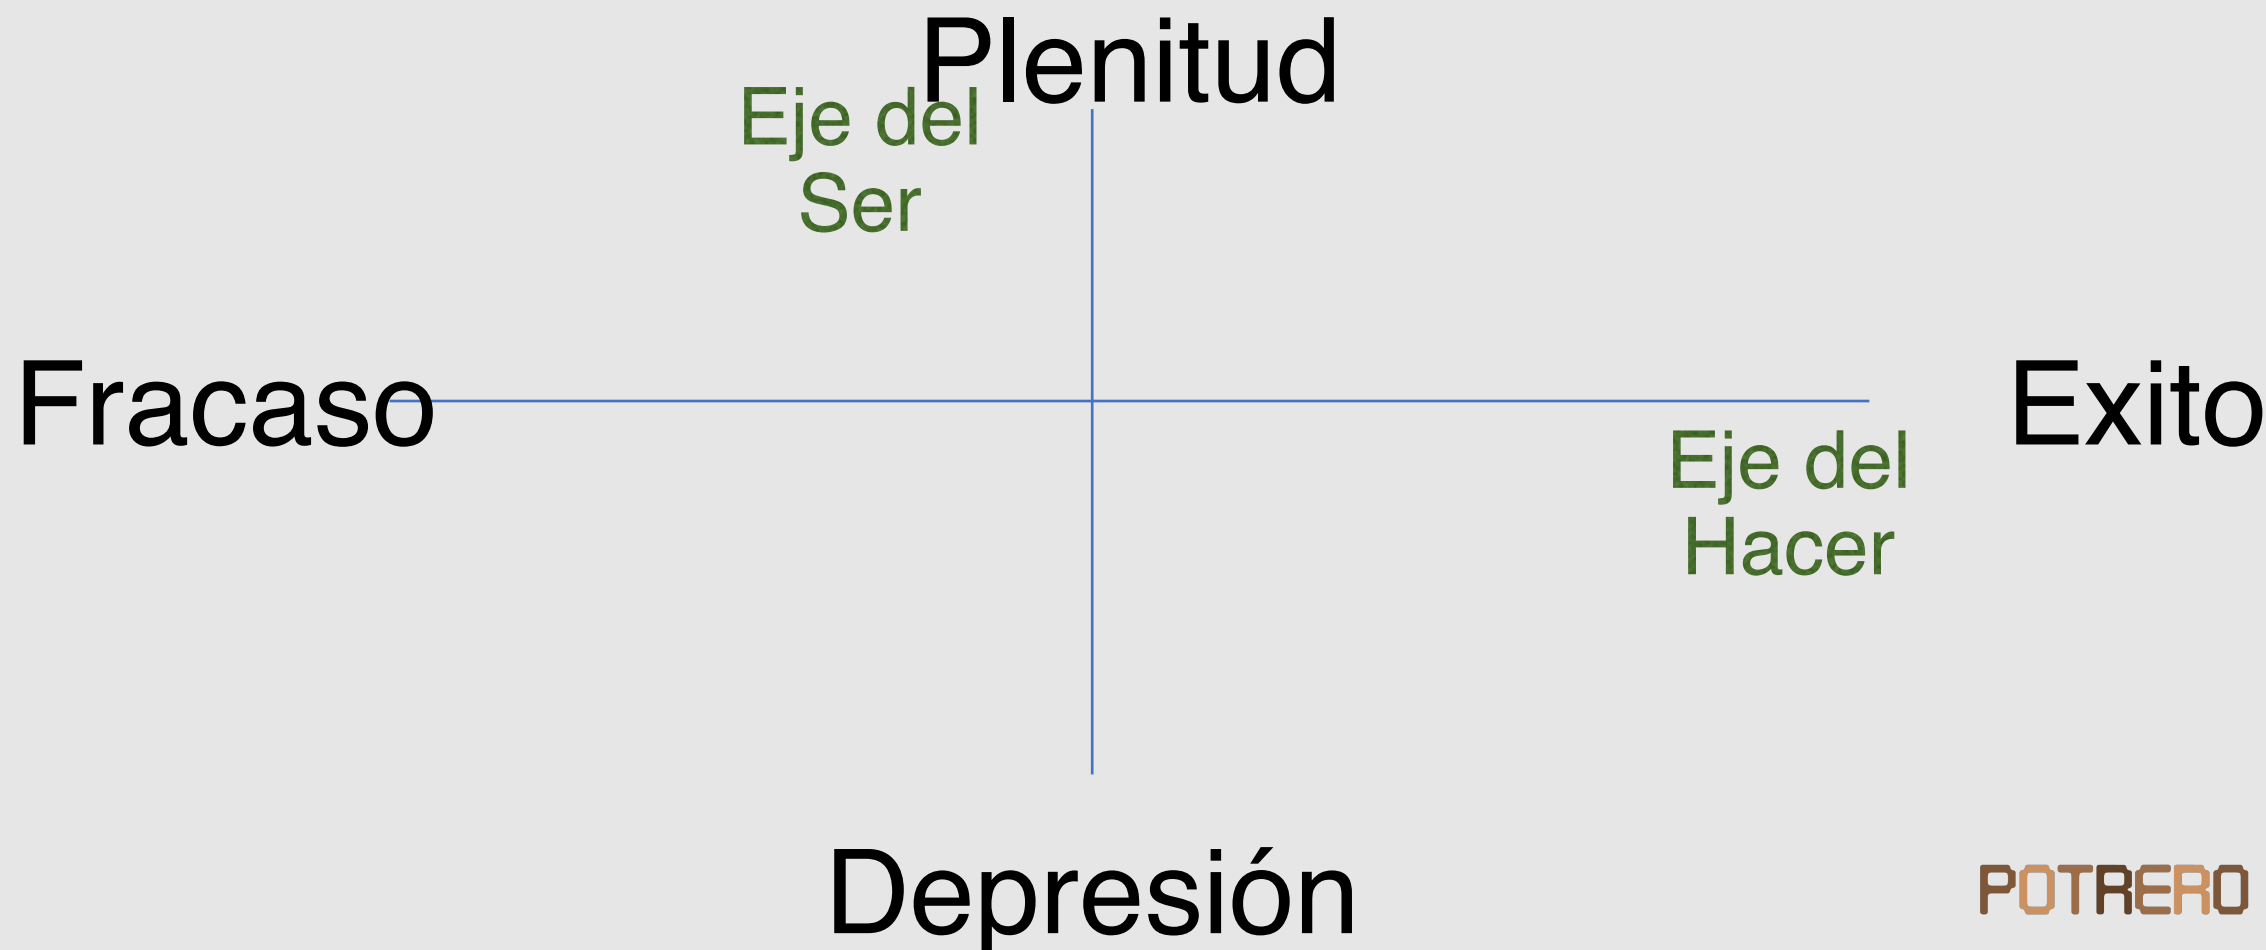 Plenitud
Eje del
Ser
Fracaso
Exito
Eje del
Hacer
Depresión
POTRERO